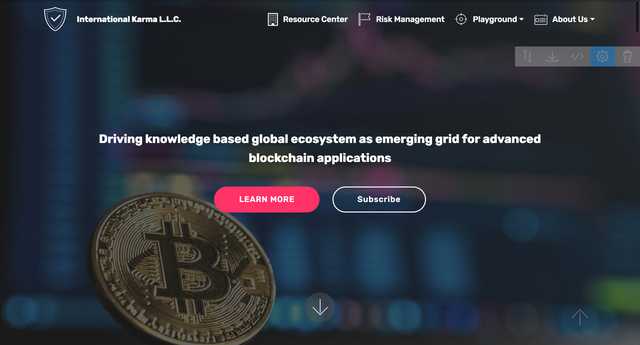 International Karma L.L.C.
Resource Center
Risk Management
Playground
About Us
Driving knowledge based global ecosystem as emerging grid for advanced
blockchain applications
LEARN MORE
Subscribe